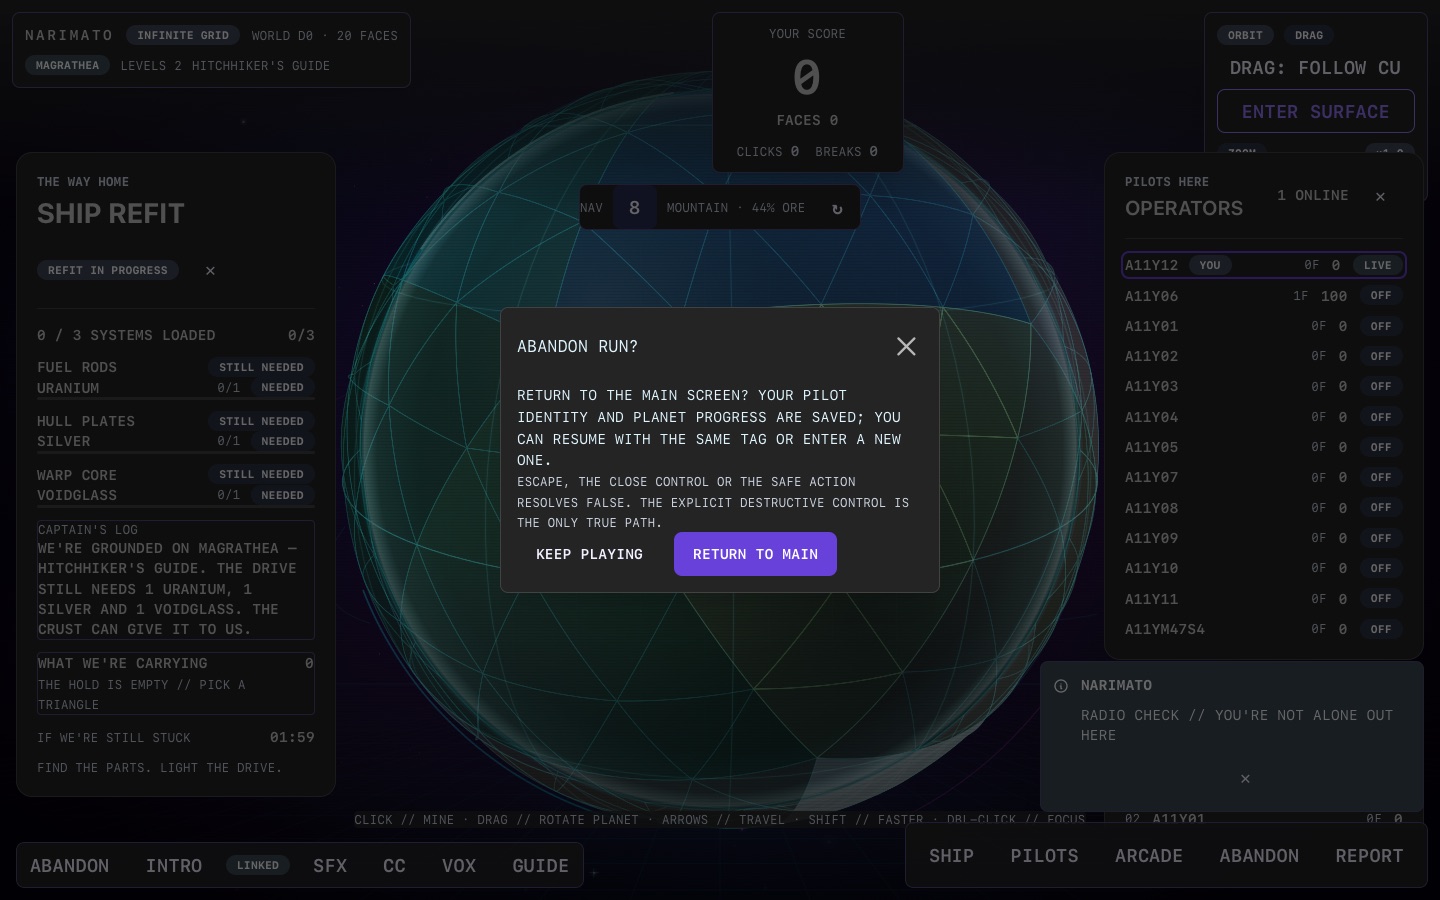 NARIMATO INFINITE GRID WORLD D0 · 20 FACES
MAGRATHEA LEVELS 2 HITCHHIKER'S GUIDE
YOUR SCORE
0
FACES 0
CLICKS 0 BREAKS 0
NAV 8 MOUNTAIN · 44% ORE ↻
ORBIT DRAG
DRAG: FOLLOW CU
ENTER SURFACE
THE WAY HOME
SHIP REFIT
REFIT IN PROGRESS ×
0 / 3 SYSTEMS LOADED 0/3
FUEL RODS STILL NEEDED
URANIUM 0/1 NEEDED
HULL PLATES STILL NEEDED
SILVER 0/1 NEEDED
WARP CORE STILL NEEDED
VOIDGLASS 0/1 NEEDED
CAPTAIN'S LOG
WE'RE GROUNDED ON MAGRATHEA —
HITCHHIKER'S GUIDE. THE DRIVE
STILL NEEDS 1 URANIUM, 1
SILVER AND 1 VOIDGLASS. THE
CRUST CAN GIVE IT TO US.
WHAT WE'RE CARRYING 0
THE HOLD IS EMPTY // PICK A
TRIANGLE
IF WE'RE STILL STUCK 01:59
FIND THE PARTS. LIGHT THE DRIVE.
ABANDON RUN?
RETURN TO THE MAIN SCREEN? YOUR PILOT
IDENTITY AND PLANET PROGRESS ARE SAVED; YOU
CAN RESUME WITH THE SAME TAG OR ENTER A NEW
ONE.
ESCAPE, THE CLOSE CONTROL OR THE SAFE ACTION
RESOLVES FALSE. THE EXPLICIT DESTRUCTIVE CONTROL IS
THE ONLY TRUE PATH.
KEEP PLAYING RETURN TO MAIN
PILOTS HERE
OPERATORS 1 ONLINE ×
A11Y12 YOU 0F 0 LIVE
A11Y06 1F 100 OFF
A11Y01 0F 0 OFF
A11Y02 0F 0 OFF
A11Y03 0F 0 OFF
A11Y04 0F 0 OFF
A11Y05 0F 0 OFF
A11Y07 0F 0 OFF
A11Y08 0F 0 OFF
A11Y09 0F 0 OFF
A11Y10 0F 0 OFF
A11Y11 0F 0 OFF
A11YM47S4 0F 0 OFF
NARIMATO
RADIO CHECK // YOU'RE NOT ALONE OUT
HERE
×
02 A11Y01 0F 0
CLICK // MINE · DRAG // ROTATE PLANET · ARROWS // TRAVEL · SHIFT // FASTER · DBL-CLICK // FOCUS
ABANDON INTRO LINKED SFX CC VOX GUIDE
SHIP PILOTS ARCADE ABANDON REPORT